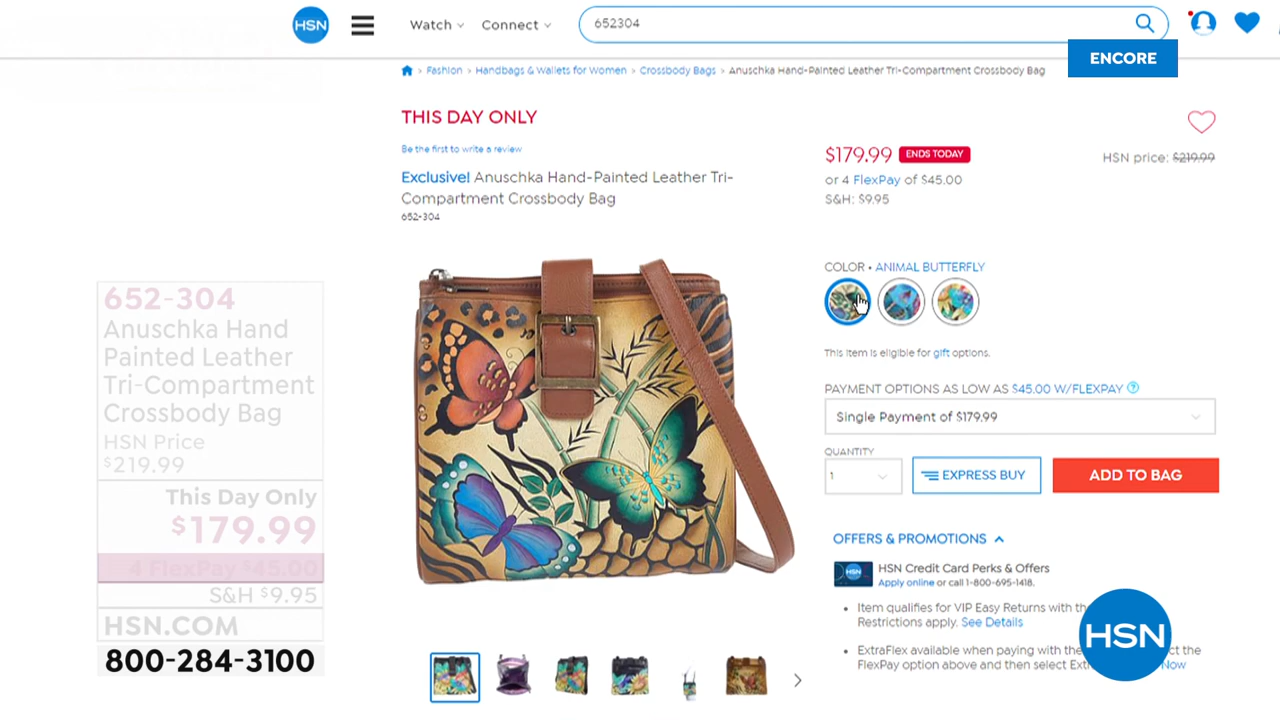 HSN
Watch
Connect
652304
ENCORE
Fashion > Handbags & Wallets for Women > Crossbody Bags > Anuschka Hand-Painted Leather Tri-Compartment Crossbody Bag
THIS DAY ONLY
Be the first to write a review
Exclusive! Anuschka Hand-Painted Leather Tri-
Compartment Crossbody Bag
652-304
$179.99 ENDS TODAY
HSN price: $219.99
or 4 FlexPay of $45.00
S&H: $9.95
COLOR • ANIMAL BUTTERFLY
This item is eligible for gift options.
PAYMENT OPTIONS AS LOW AS $45.00 W/FLEXPAY ?
Single Payment of $179.99
QUANTITY
1
EXPRESS BUY
ADD TO BAG
OFFERS & PROMOTIONS
HSN
HSN Credit Card Perks & Offers
Apply online or call 1-800-695-1418.
• Item qualifies for VIP Easy Returns with
Restrictions apply. See Details
• ExtraFlex available when paying with the
FlexPay option above and then select
Now
HSN
652-304
Anuschka Hand
Painted Leather
Tri-Compartment
Crossbody Bag
HSN Price
$219.99
This Day Only
$179.99
4 FlexPay $45.00
S&H $9.95
HSN.COM
800-284-3100